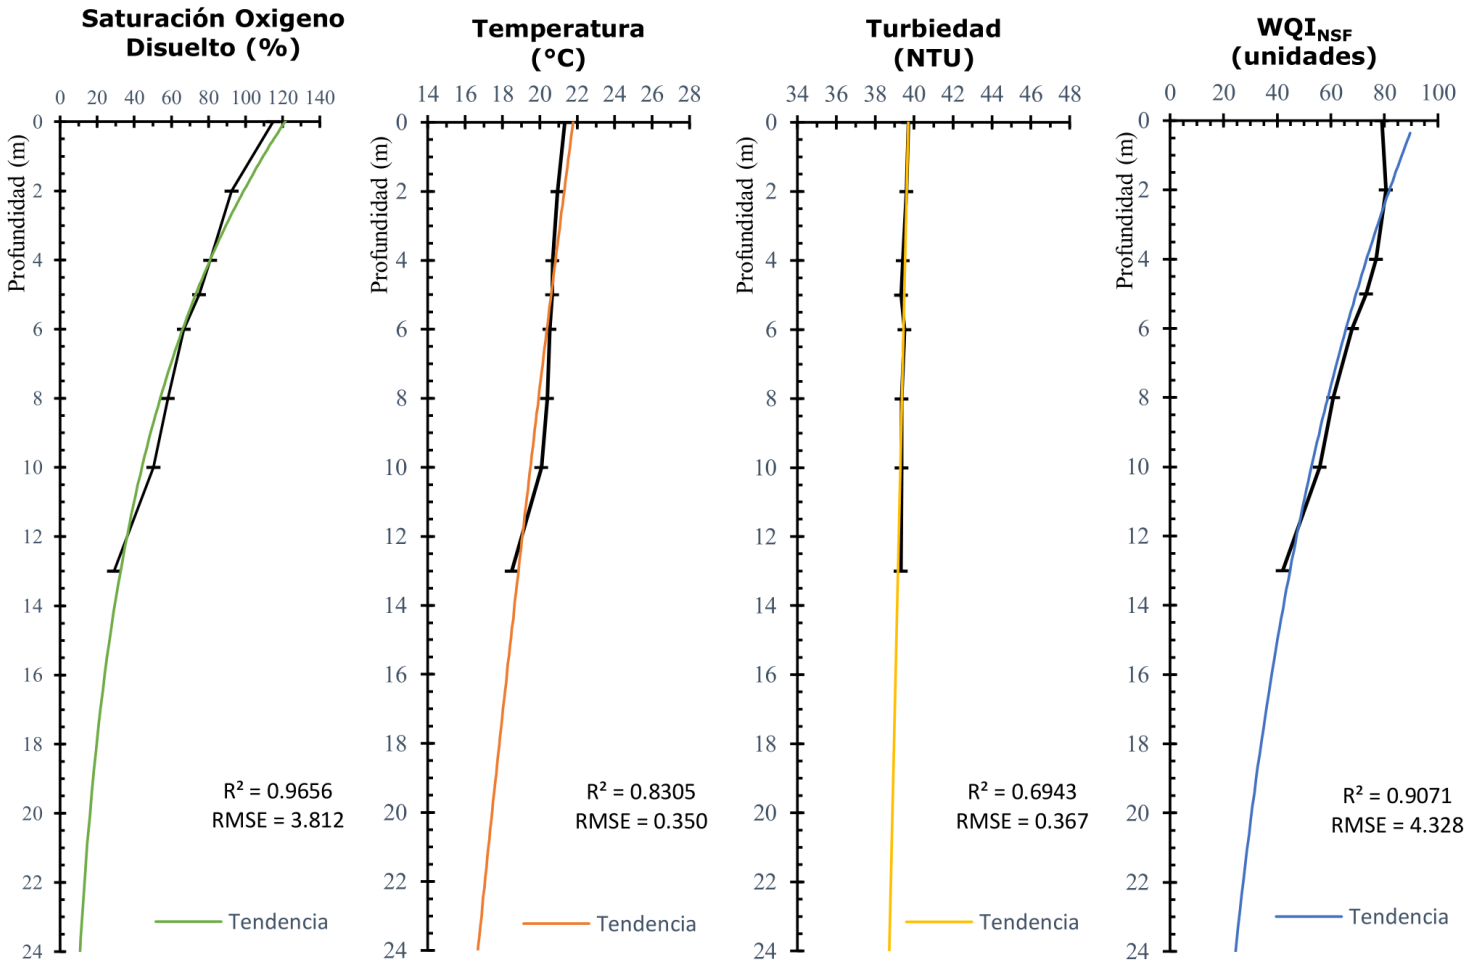 Saturación Oxigeno
Disuelto (%)
0 20 40 60 80 100 120 140
Profundidad (m)
0
2
4
6
8
10
12
14
16
18
20
22
24
R² = 0.9656
RMSE = 3.812
Tendencia
Temperatura
(°C)
14 16 18 20 22 24 26 28
Profundidad (m)
0
2
4
6
8
10
12
14
16
18
20
22
24
R² = 0.8305
RMSE = 0.350
Tendencia
Turbiedad
(NTU)
34 36 38 40 42 44 46 48
Profundidad (m)
0
2
4
6
8
10
12
14
16
18
20
22
24
R² = 0.6943
RMSE = 0.367
Tendencia
WQINSF
(unidades)
0 20 40 60 80 100
Profundidad (m)
0
2
4
6
8
10
12
14
16
18
20
22
24
R² = 0.9071
RMSE = 4.328
Tendencia